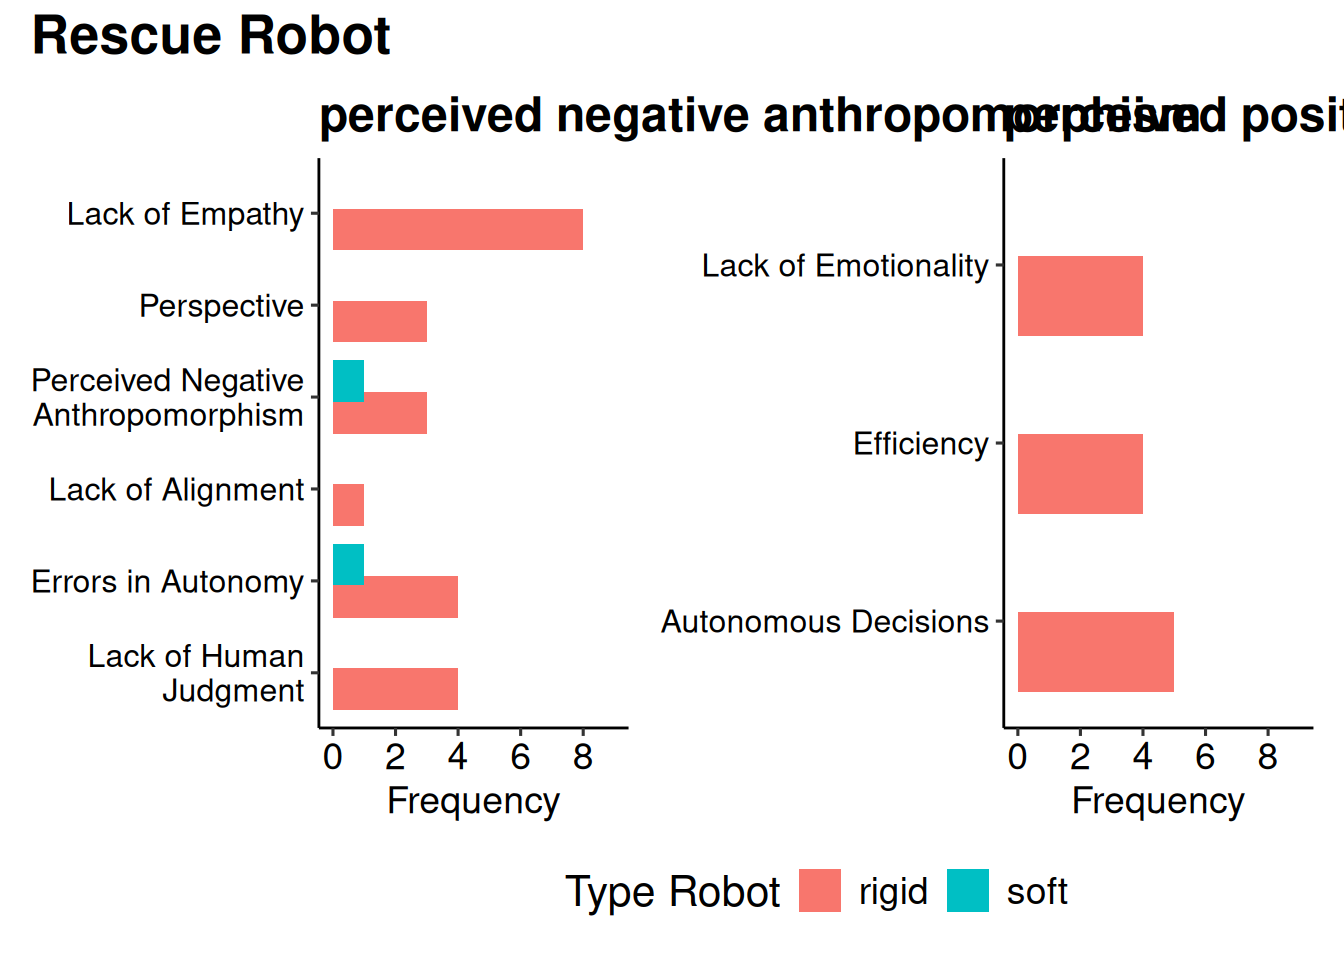 Rescue Robot
perceived negative anthropomorphism
perceived posit
Lack of Empathy
Perspective
Perceived Negative
Anthropomorphism
Lack of Alignment
Errors in Autonomy
Lack of Human
Judgment
0 2 4 6 8
Frequency
Lack of Emotionality
Efficiency
Autonomous Decisions
0 2 4 6 8
Frequency
Type Robot rigid soft